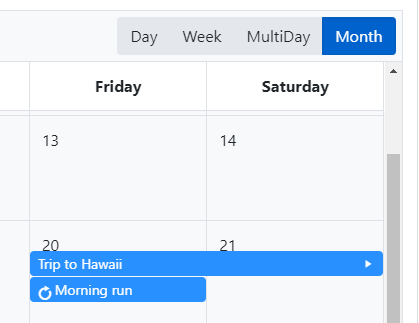 Day Week MultiDay Month
Friday Saturday
13 14
20 21
Trip to Hawaii
Morning run